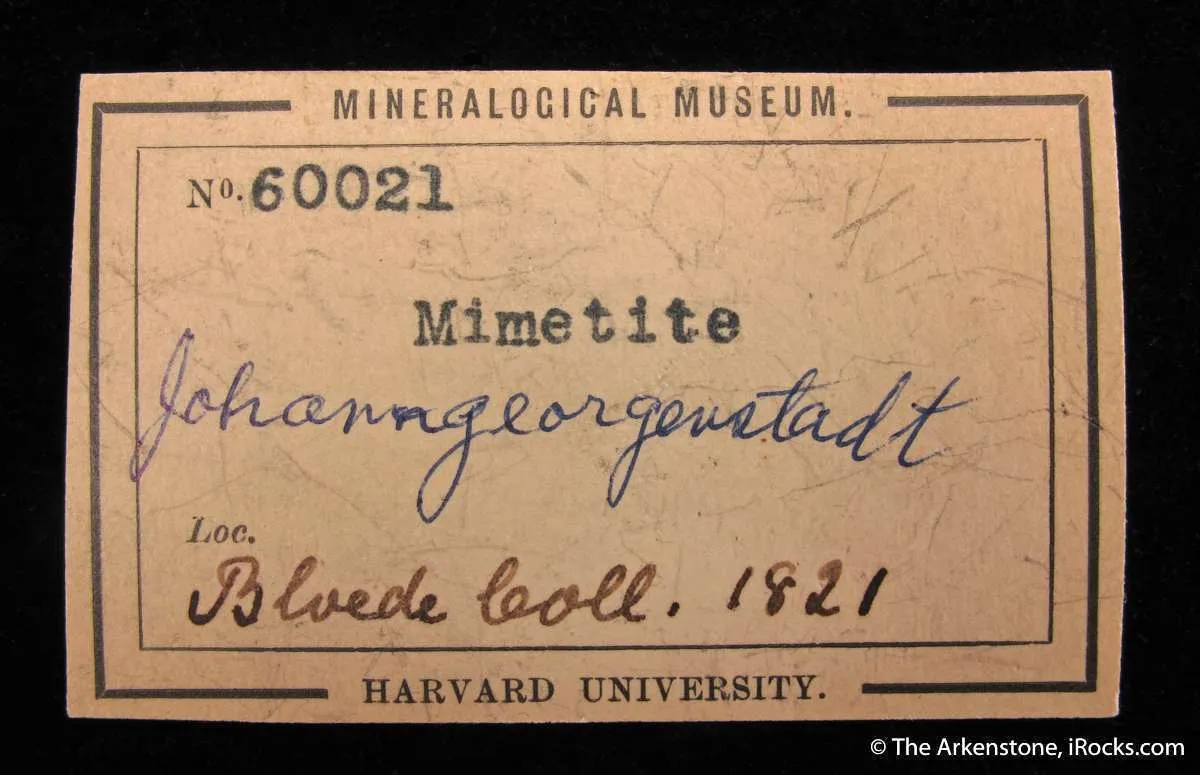 MINERALOGICAL MUSEUM.
No. 60021
Mimetite
Johanngeorgenstadt
Loc.
Bloede Coll. 1821
HARVARD UNIVERSITY.
© The Arkenstone, iRocks.com